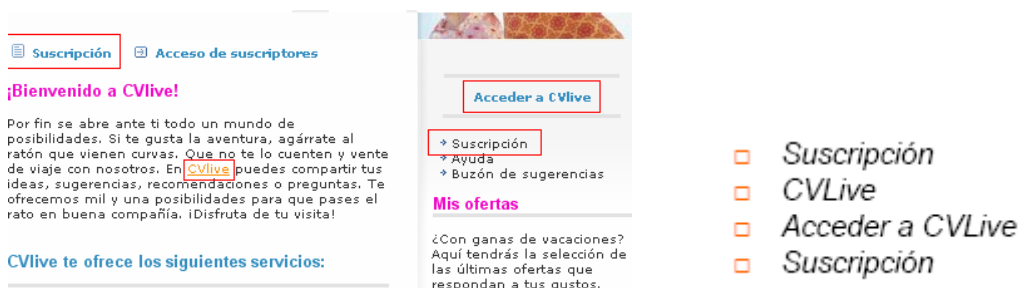 Suscripción Acceso de suscriptores
¡Bienvenido a CVlive!
Por fin se abre ante ti todo un mundo de
posibilidades. Si te gusta la aventura, agárrate al
ratón que vienen curvas. Que no te lo cuenten y vente
de viaje con nosotros. En CVlive puedes compartir tus
ideas, sugerencias, recomendaciones o preguntas. Te
ofrecemos mil y una posibilidades para que pases el
rato en buena compañía. ¡Disfruta de tu visita!
CVlive te ofrece los siguientes servicios:
Acceder a CVlive
Suscripción
Ayuda
Buzón de sugerencias
Mis ofertas
¿Con ganas de vacaciones?
Aquí tendrás la selección de
las últimas ofertas que
respondan a tus gustos.
Suscripción
CVLive
Acceder a CVLive
Suscripción